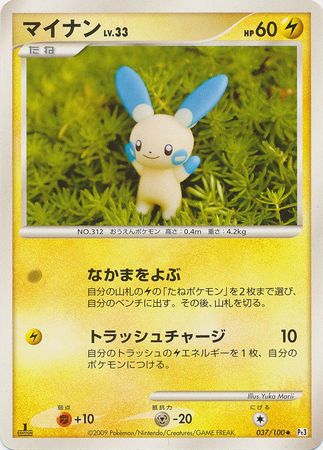 マイナン LV.33 HP 60
たね
NO.312 おうえんポケモン 高さ：0.4m 重さ：4.2kg
なかまをよぶ
自分の山札の の「たねポケモン」を2枚まで選び、
自分のベンチに出す。その後、山札を切る。
トラッシュチャージ 10
自分のトラッシュの エネルギーを1枚、自分の
ポケモンにつける。
Illus.Yuka Morii
弱点 +10 抵抗力 -20 にげる
1 EDITION ©2009 Pokémon/Nintendo/Creatures/GAME FREAK. 037/100 Pt3